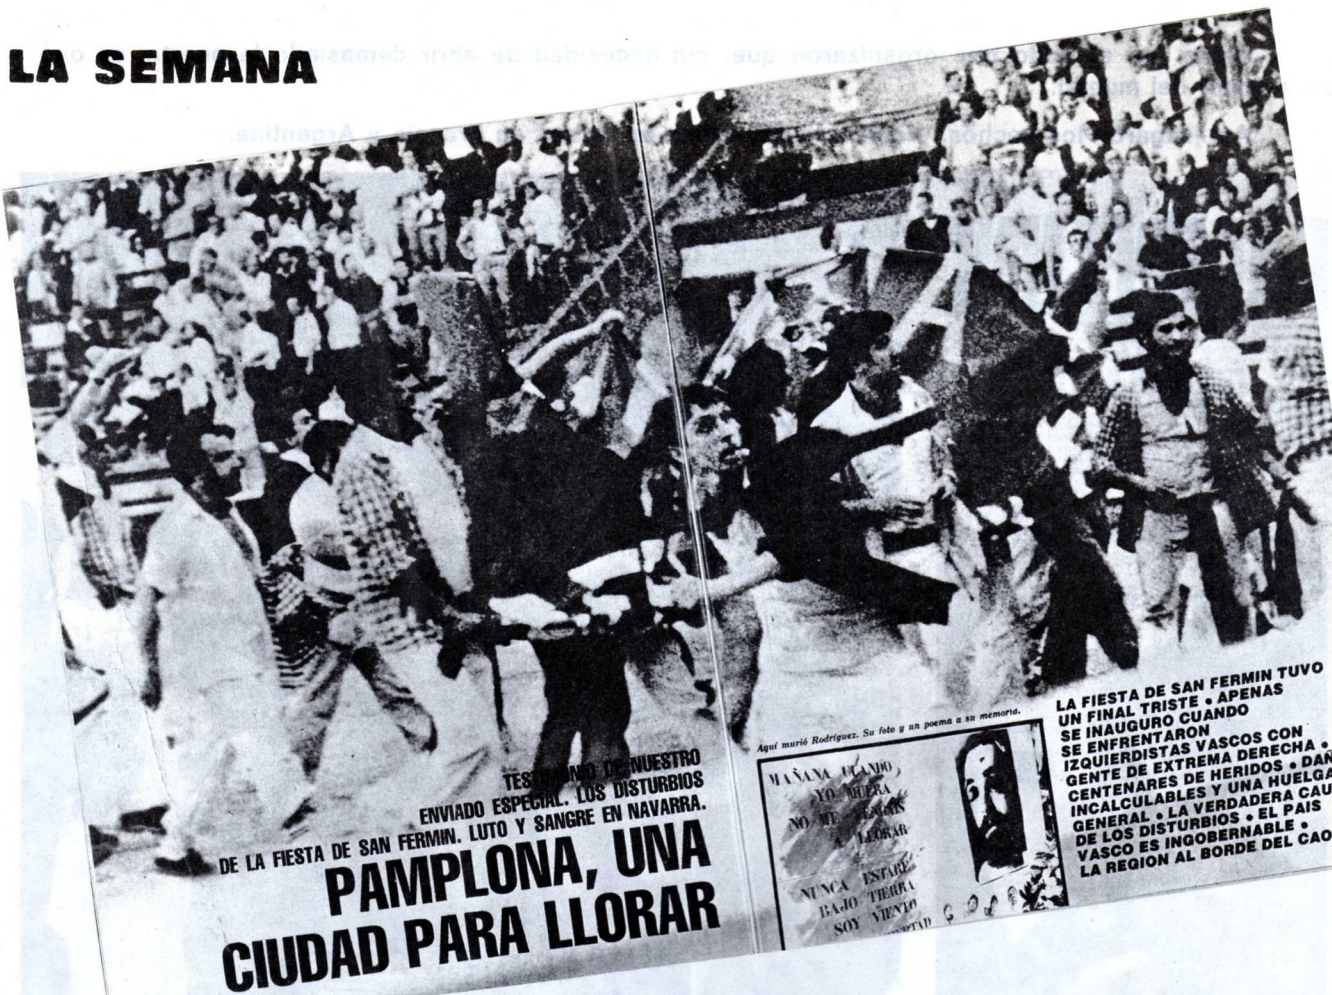 LA SEMANA
TESTIMONIO DE NUESTRO
ENVIADO ESPECIAL. LOS DISTURBIOS
DE LA FIESTA DE SAN FERMIN. LUTO Y SANGRE EN NAVARRA.
PAMPLONA, UNA
CIUDAD PARA LLORAR
Aquí murió Rodríguez. Su foto y un poema a su memoria.
MAÑANA CUANDO
YO MUERA
NO ME VENGAIS
A LLORAR
NUNCA ESTARE
BAJO TIERRA
SOY VIENTO
LA FIESTA DE SAN FERMIN TUVO
UN FINAL TRISTE • APENAS
SE INAUGURO CUANDO
SE ENFRENTARON
IZQUIERDISTAS VASCOS CON
GENTE DE EXTREMA DERECHA •
CENTENARES DE HERIDOS • DAÑ
INCALCULABLES Y UNA HUELGA
GENERAL • LA VERDADERA CAU
DE LOS DISTURBIOS • EL PAIS
VASCO ES INGOBERNABLE •
LA REGION AL BORDE DEL CAO